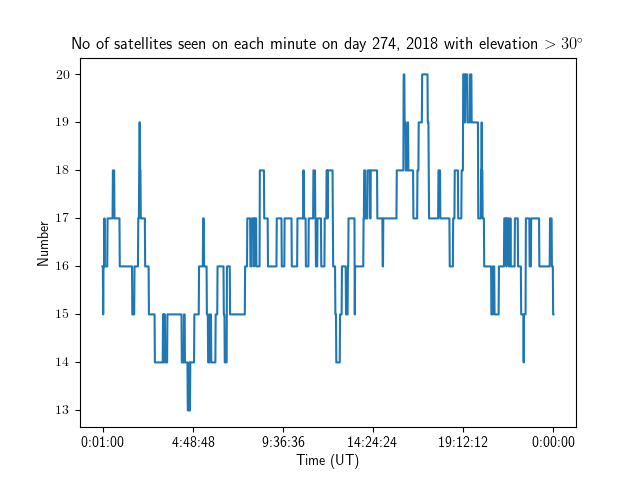 No of satellites seen on each minute on day 274, 2018 with elevation > 30°
20
19
18
17
16
15
14
13
Number
0:01:00 4:48:48 9:36:36 14:24:24 19:12:12 0:00:00
Time (UT)